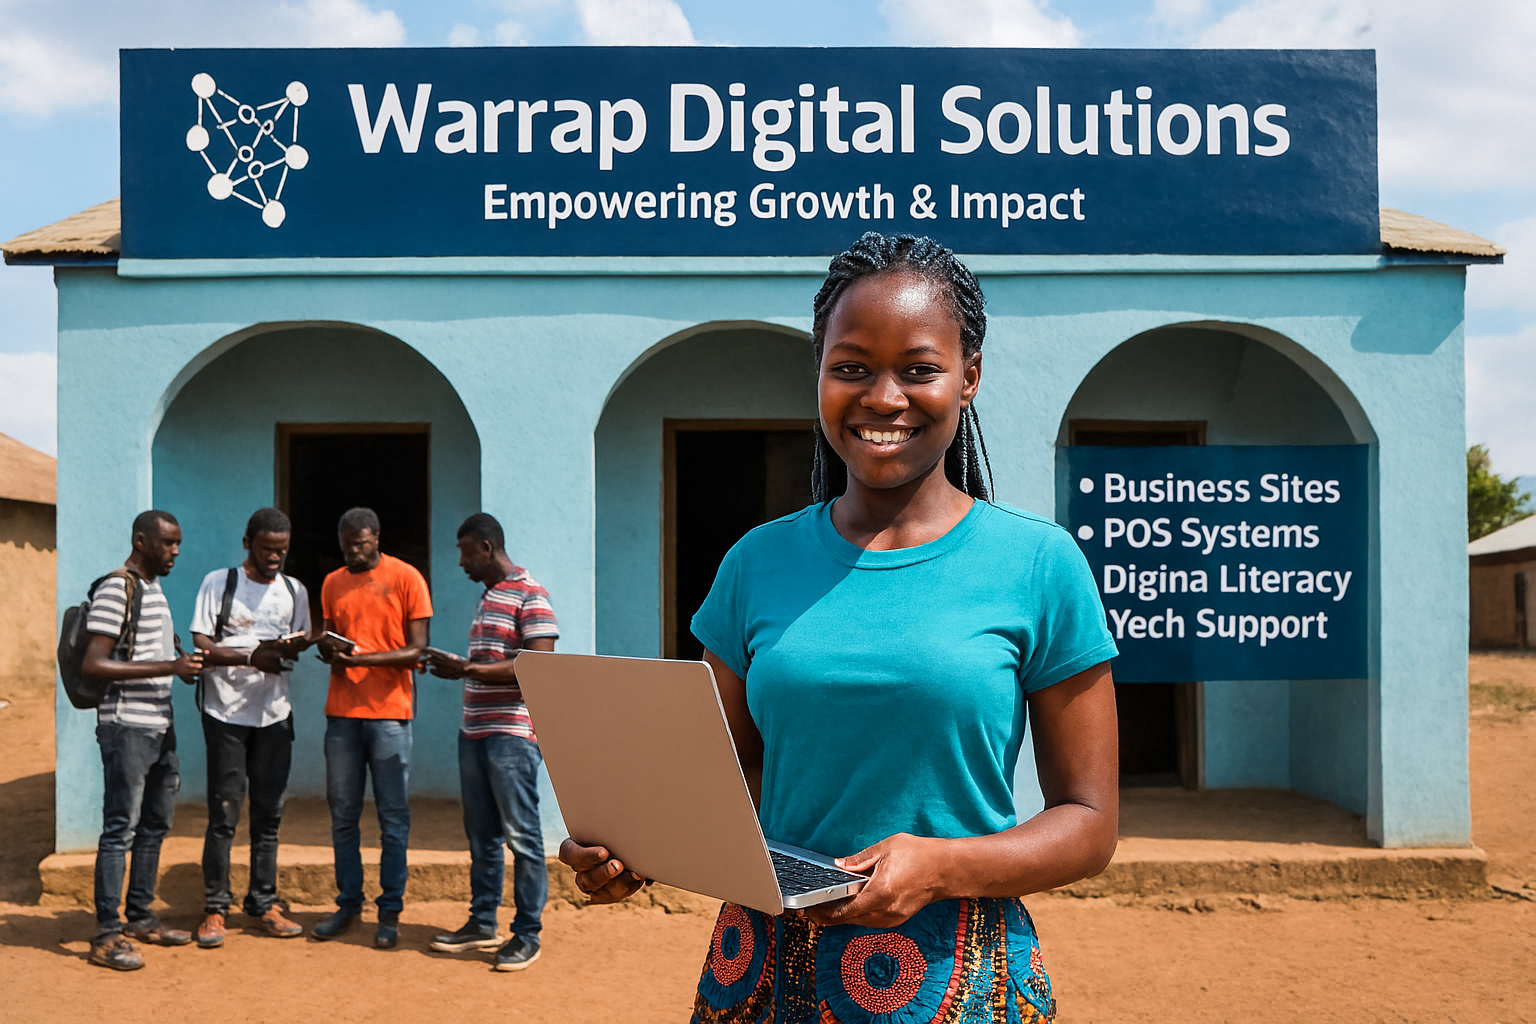 Warrap Digital Solutions
Empowering Growth & Impact
• Business Sites
• POS Systems
Digina Literacy
Yech Support